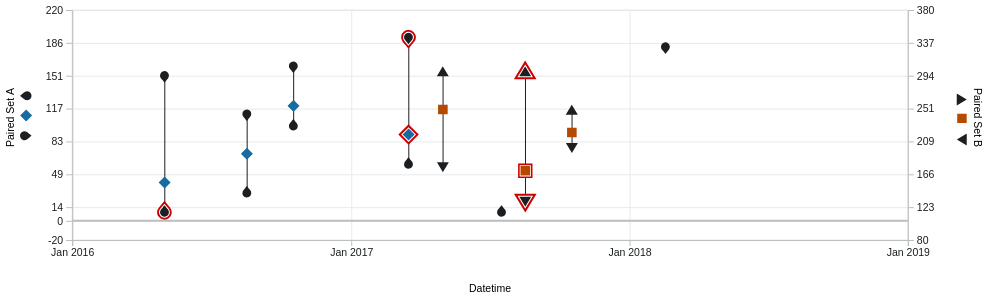 220
186
151
117
83
49
14
0
-20
Paired Set A
380
337
294
251
209
166
123
80
Paired Set B
Jan 2016
Jan 2017
Jan 2018
Jan 2019
Datetime